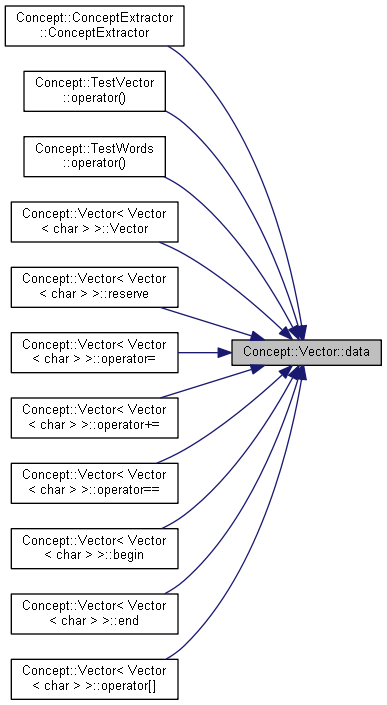 Concept::ConceptExtractor
::ConceptExtractor
Concept::TestVector
::operator()
Concept::TestWords
::operator()
Concept::Vector< Vector
< char > >::Vector
Concept::Vector< Vector
< char > >::reserve
Concept::Vector< Vector
< char > >::operator=
Concept::Vector::data
Concept::Vector< Vector
< char > >::operator+=
Concept::Vector< Vector
< char > >::operator==
Concept::Vector< Vector
< char > >::begin
Concept::Vector< Vector
< char > >::end
Concept::Vector< Vector
< char > >::operator[]